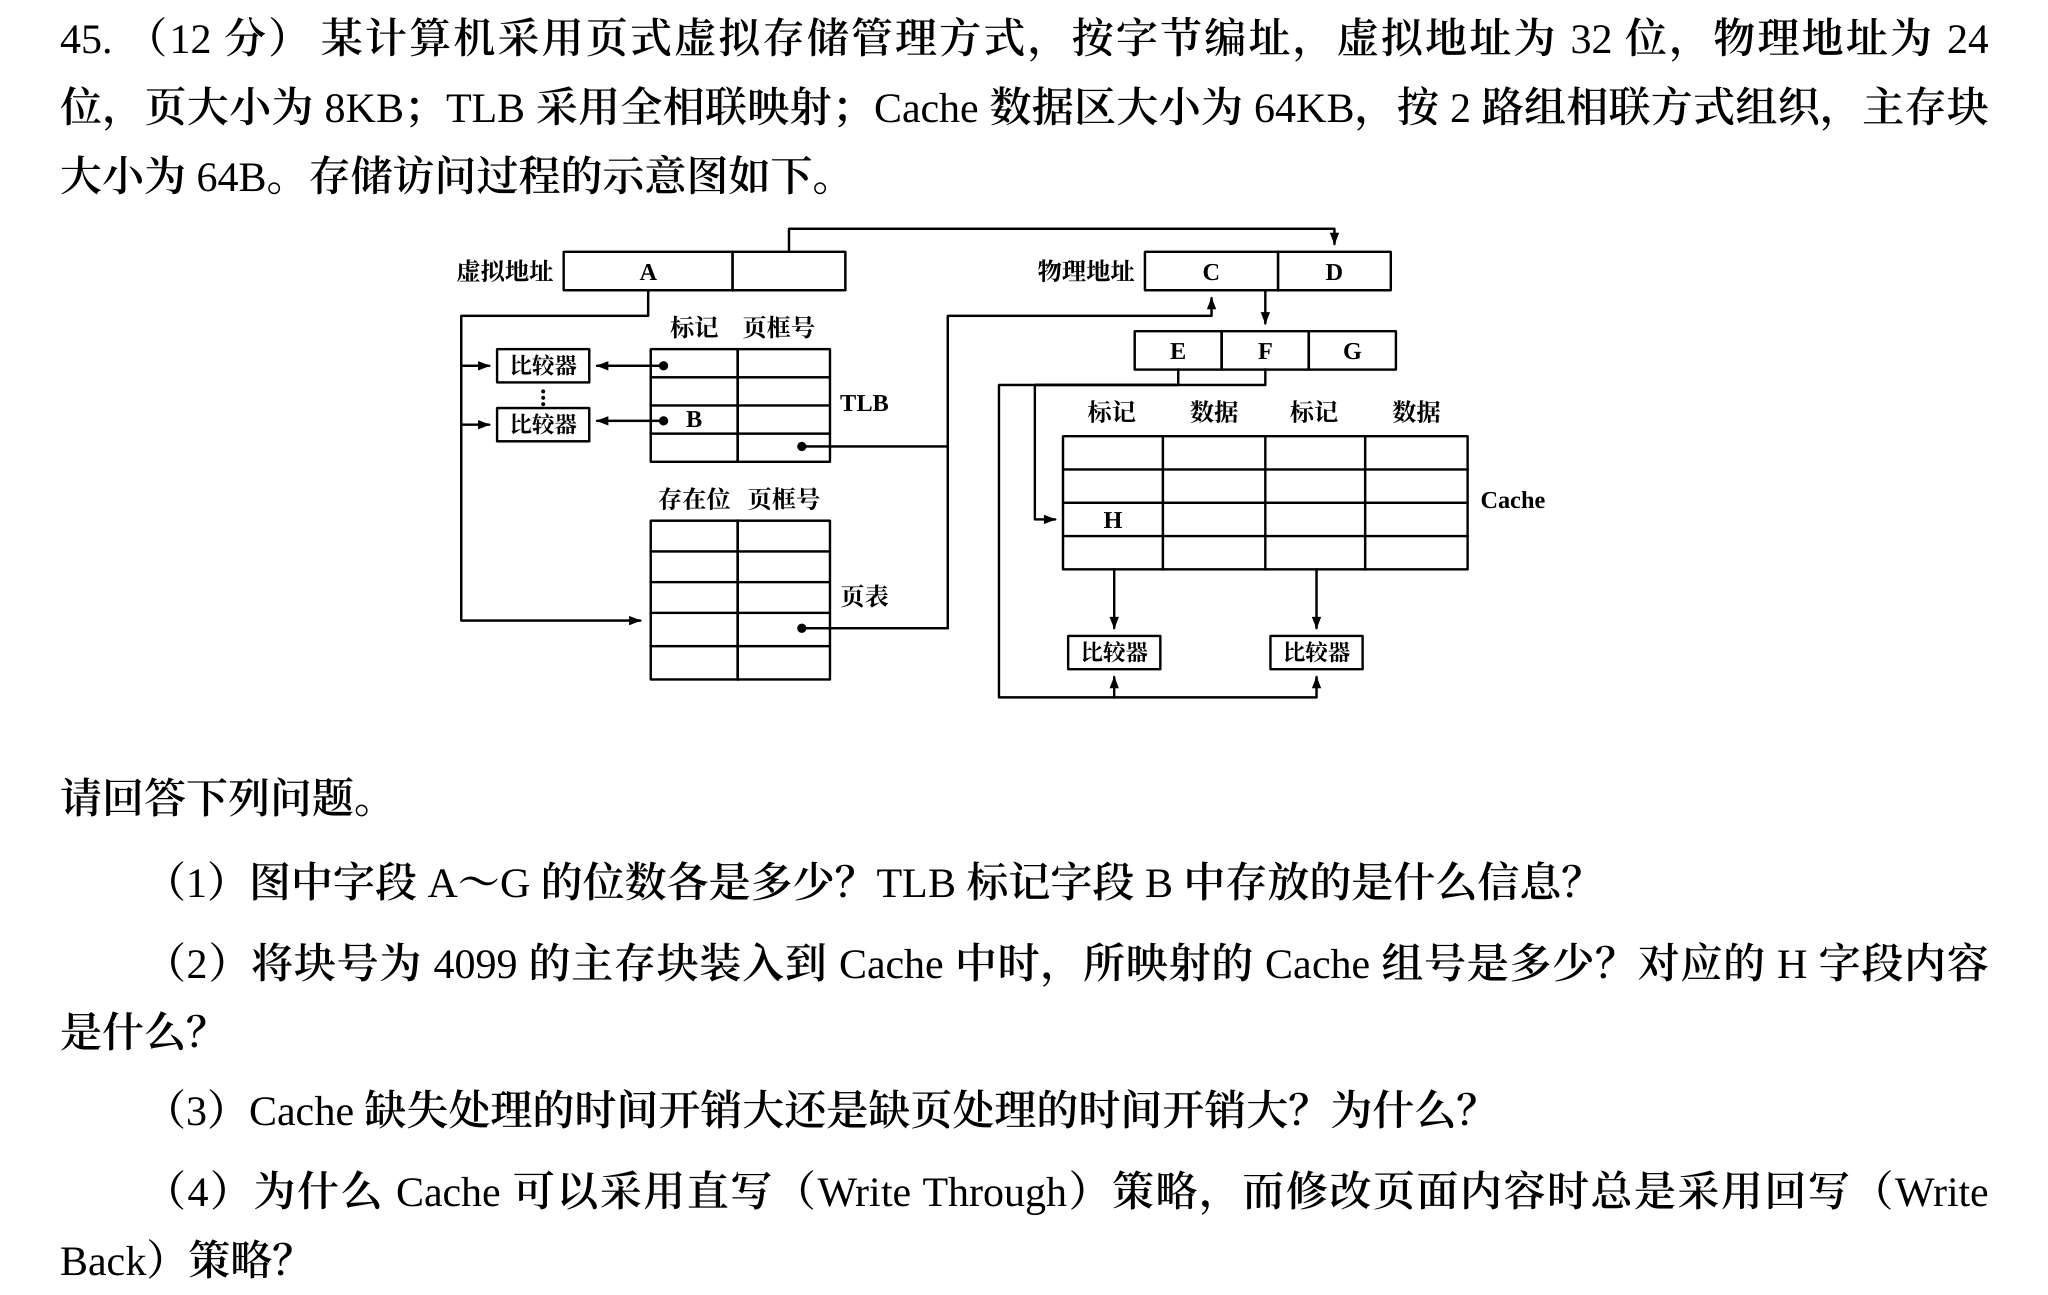 45. （12 分） 某计算机采用页式虚拟存储管理方式，按字节编址，虚拟地址为 32 位，物理地址为 24
位，页大小为 8KB；TLB 采用全相联映射；Cache 数据区大小为 64KB，按 2 路组相联方式组织，主存块
大小为 64B。存储访问过程的示意图如下。
虚拟地址 A 物理地址 C D
标记 页框号
E F G
比较器
TLB
B
比较器
标记 数据 标记 数据
存在位 页框号
Cache
H
页表
比较器 比较器
请回答下列问题。
（1）图中字段 A～G 的位数各是多少？TLB 标记字段 B 中存放的是什么信息？
（2）将块号为 4099 的主存块装入到 Cache 中时，所映射的 Cache 组号是多少？对应的 H 字段内容
是什么？
（3）Cache 缺失处理的时间开销大还是缺页处理的时间开销大？为什么？
（4）为什么 Cache 可以采用直写（Write Through）策略，而修改页面内容时总是采用回写（Write
Back）策略？